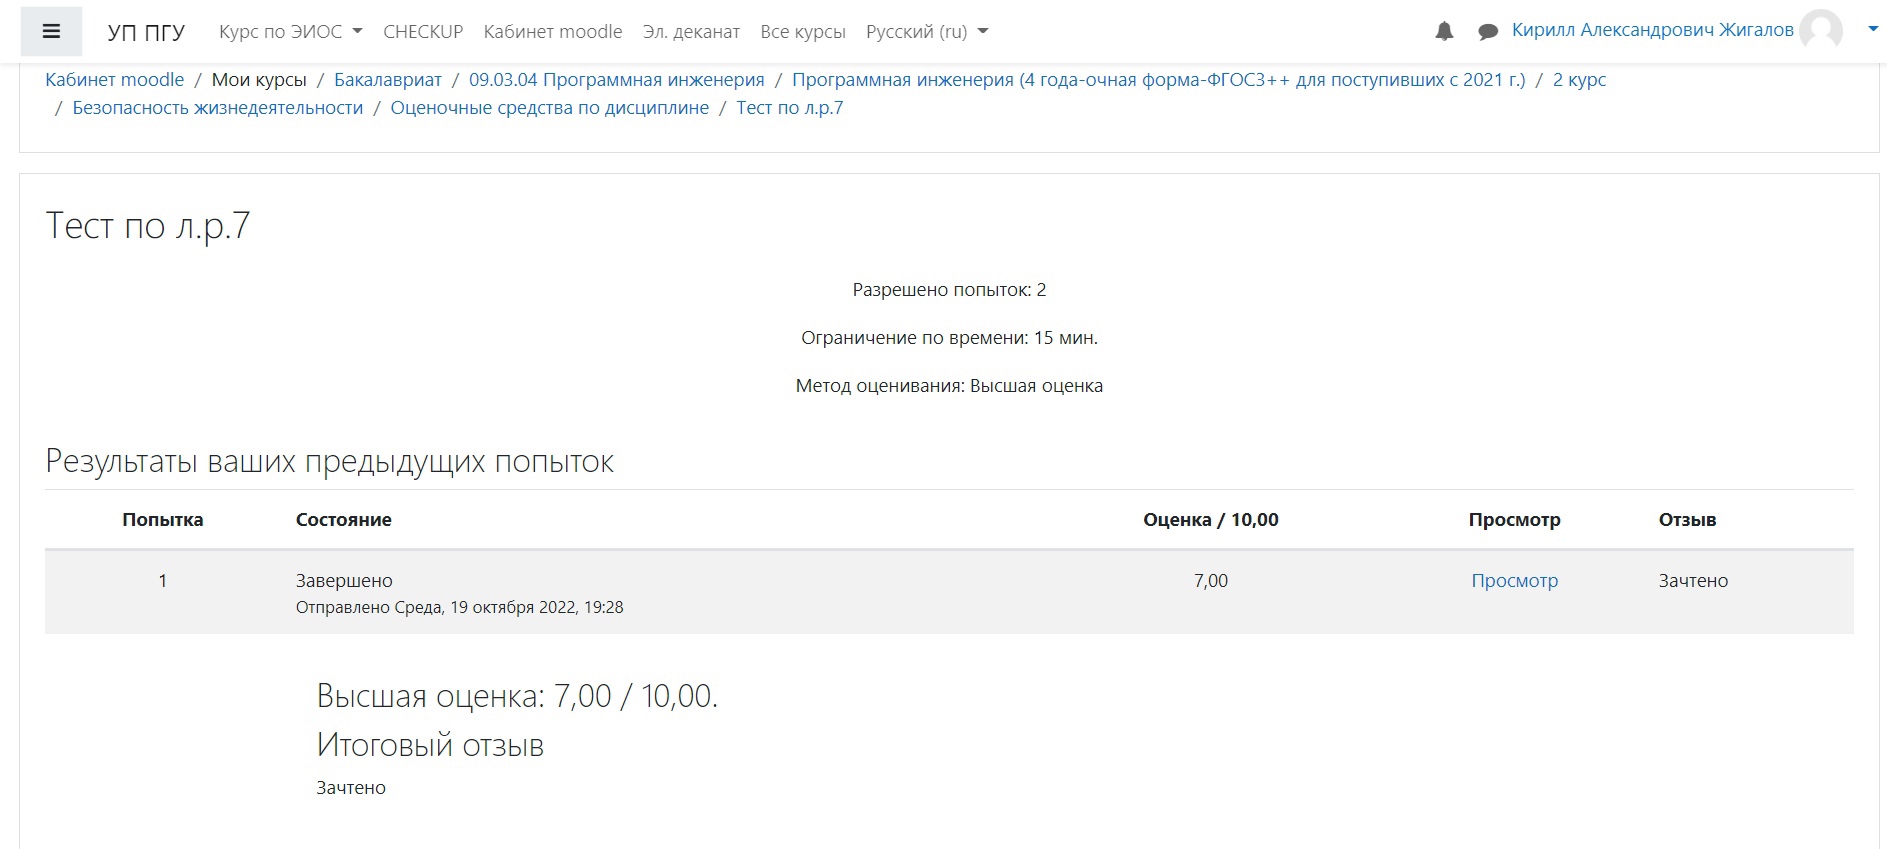 УП ПГУ Курс по ЭИОС CHECKUP Кабинет moodle Эл. деканат Все курсы Русский (ru) Кирилл Александрович Жигалов
Кабинет moodle / Мои курсы / Бакалавриат / 09.03.04 Программная инженерия / Программная инженерия (4 года-очная форма-ФГОС3++ для поступивших с 2021 г.) / 2 курс
/ Безопасность жизнедеятельности / Оценочные средства по дисциплине / Тест по л.р.7
Тест по л.р.7
Разрешено попыток: 2
Ограничение по времени: 15 мин.
Метод оценивания: Высшая оценка
Результаты ваших предыдущих попыток
Попытка Состояние Оценка / 10,00 Просмотр Отзыв
1 Завершено 7,00 Просмотр Зачтено
Отправлено Среда, 19 октября 2022, 19:28
Высшая оценка: 7,00 / 10,00.
Итоговый отзыв
Зачтено